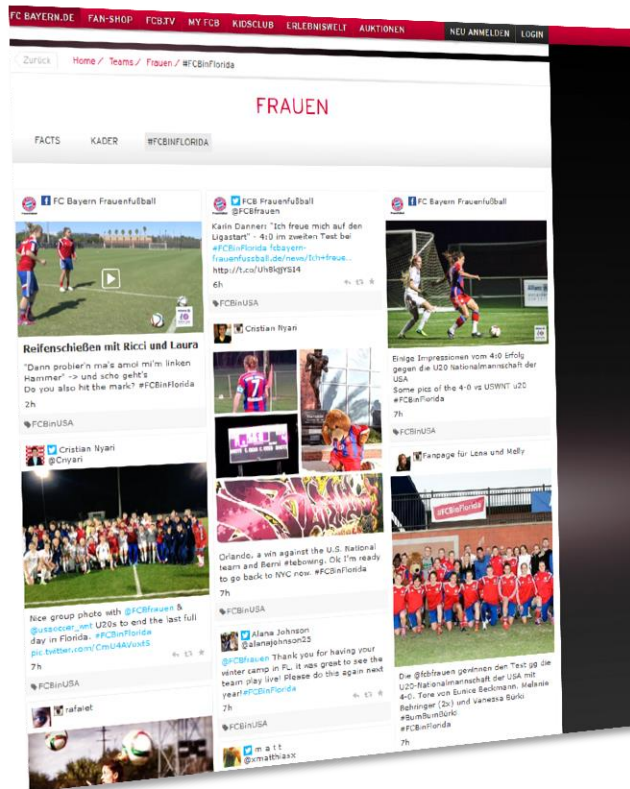 FC BAYERN.DE FAN-SHOP FCB.TV MY FCB KIDSCLUB ERLEBNISWELT AUKTIONEN NEU ANMELDEN LOGIN
Zurück Home / Teams / Frauen / #FCBinFlorida
FRAUEN
FACTS KADER #FCBINFLORIDA
FC Bayern Frauenfußball
Reifenschießen mit Ricci und Laura
"Dann probier'n ma's amol mi'm linken
Hammer" -> und scho geht's
Do you also hit the mark? #FCBinFlorida
2h
FCBinUSA
Cristian Nyari
@Cnyari
Nice group photo with @FCBfrauen &
@ussoccer_wnt U20s to end the last full
day in Florida. #FCBinFlorida
pic.twitter.com/CmU4AVuxtS
7h
FCBinUSA
rafalet
FCB Frauenfußball
@FCBfrauen
Karin Danner: "Ich freue mich auf den
Ligastart" - 4:0 im zweiten Test bei
#FCBinFlorida fcbayern-
frauenfussball.de/news/Ich+freue...
http://t.co/UhBkjjYSI4
6h
FCBinUSA
Cristian Nyari
7
Orlando, a win against the U.S. National
team and Berni #tebowing. Ok I'm ready
to go back to NYC now. #FCBinFlorida
7h
FCBinUSA
Alana Johnson
@alanajohnson25
@FCBfrauen Thank you for having your
winter camp in FL, it was great to see the
team play live! Please do this again next
year!#FCBinFlorida
7h
FCBinUSA
m a t t
@xmatthiasx
FC Bayern Frauenfußball
Allianz
Einige Impressionen vom 4:0 Erfolg
gegen die U20 Nationalmannschaft der
USA
Some pics of the 4-0 vs USWNT u20
#FCBinFlorida
7h
FCBinUSA
Fanpage für Lena und Melly
#FCBinFlorida
Die @fcbfrauen gewinnen den Test gg die
U20-Nationalmannschaft der USA mit
4-0. Tore von Eunice Beckmann, Melanie
Behringer (2x) und Vanessa Bürki
#BumBumBürki
#FCBinFlorida
7h